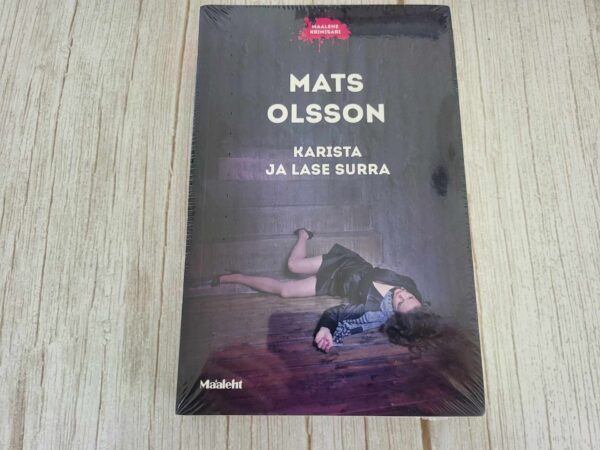 MAALEHE
KRIMISARI
MATS
OLSSON
KARISTA
JA LASE SURRA
Maaleht